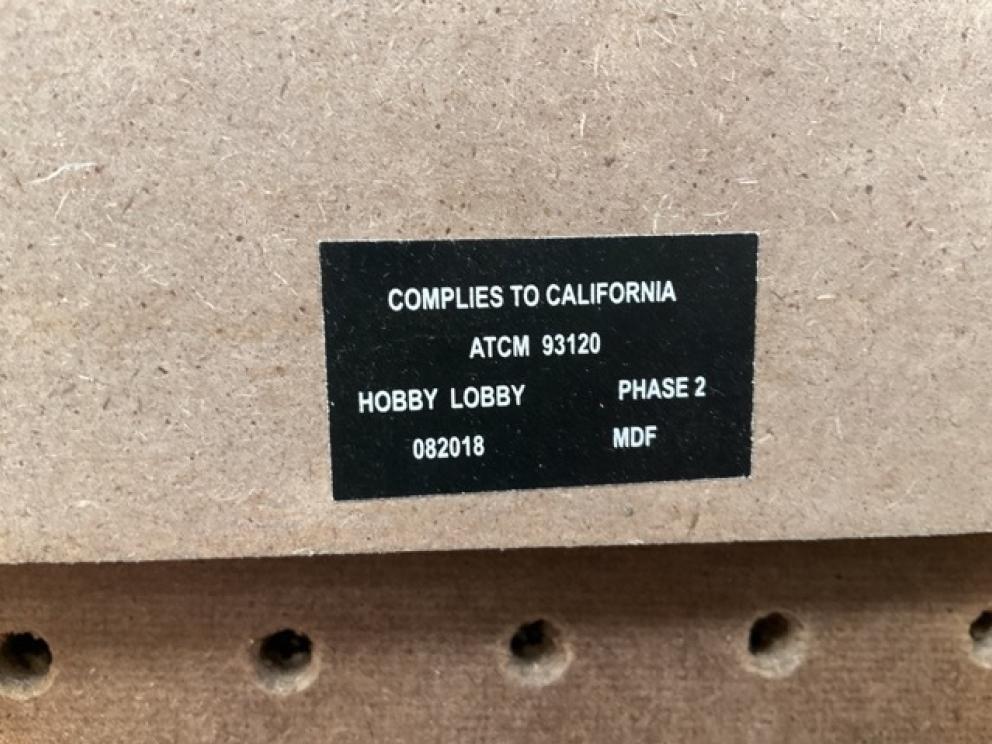 COMPLIES TO CALIFORNIA
ATCM 93120
HOBBY LOBBY PHASE 2
082018 MDF